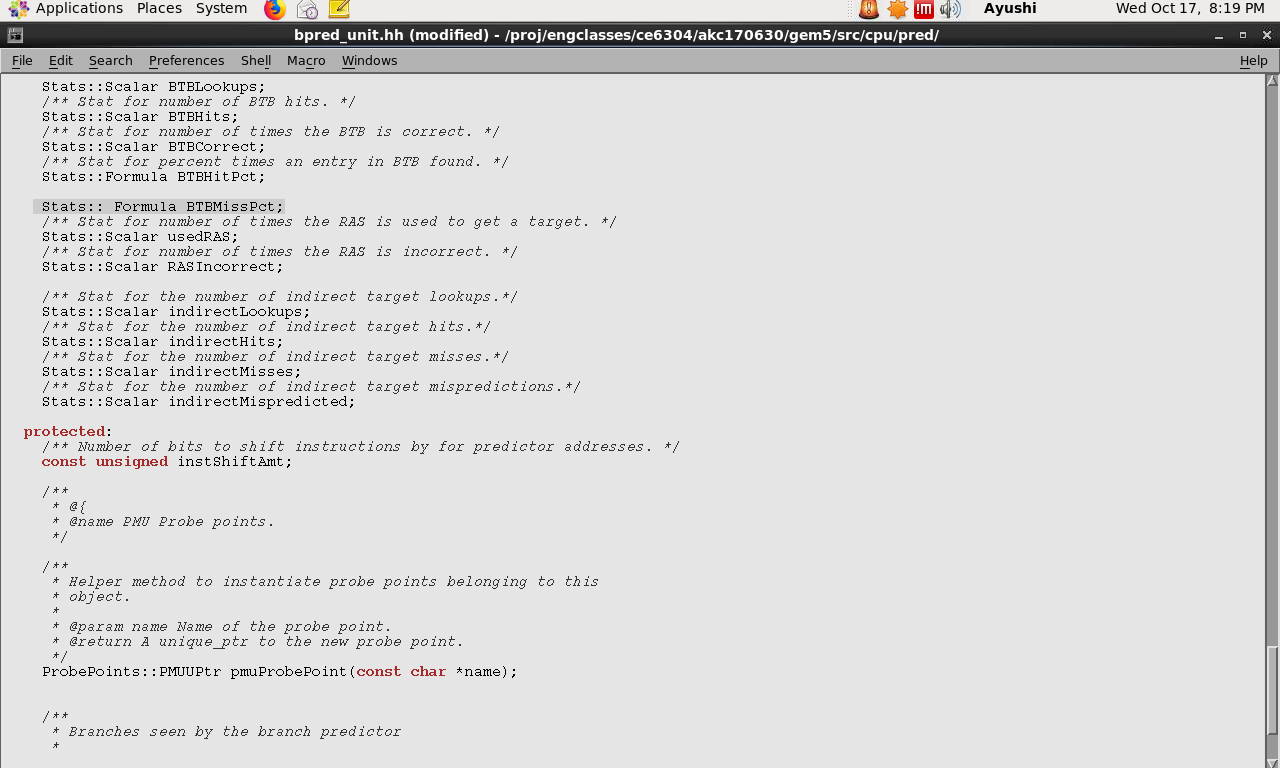 Applications Places System Ayushi Wed Oct 17, 8:19 PM
bpred_unit.hh (modified) - /proj/engclasses/ce6304/akc170630/gem5/src/cpu/pred/
File Edit Search Preferences Shell Macro Windows Help
Stats::Scalar BTBLookups;
/** Stat for number of BTB hits. */
Stats::Scalar BTBHits;
/** Stat for number of times the BTB is correct. */
Stats::Scalar BTBCorrect;
/** Stat for percent times an entry in BTB found. */
Stats::Formula BTBHitPct;
Stats:: Formula BTBMissPct;
/** Stat for number of times the RAS is used to get a target. */
Stats::Scalar usedRAS;
/** Stat for number of times the RAS is incorrect. */
Stats::Scalar RASIncorrect;
/** Stat for the number of indirect target lookups.*/
Stats::Scalar indirectLookups;
/** Stat for the number of indirect target hits.*/
Stats::Scalar indirectHits;
/** Stat for the number of indirect target misses.*/
Stats::Scalar indirectMisses;
/** Stat for the number of indirect target mispredictions.*/
Stats::Scalar indirectMispredicted;
protected:
/** Number of bits to shift instructions by for predictor addresses. */
const unsigned instShiftAmt;
/**
* @{
* @name PMU Probe points.
*/
/**
* Helper method to instantiate probe points belonging to this
* object.
*
* @param name Name of the probe point.
* @return A unique_ptr to the new probe point.
*/
ProbePoints::PMUUPtr pmuProbePoint(const char *name);
/**
* Branches seen by the branch predictor
*